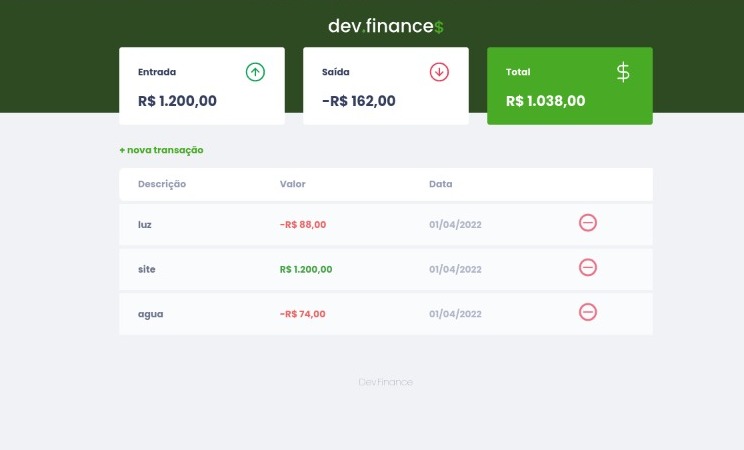 dev.finance$
Entrada Saída Total
R$ 1.200,00 -R$ 162,00 R$ 1.038,00
+ nova transação
Descrição Valor Data
luz -R$ 88,00 01/04/2022
site R$ 1.200,00 01/04/2022
agua -R$ 74,00 01/04/2022
Dev.finance